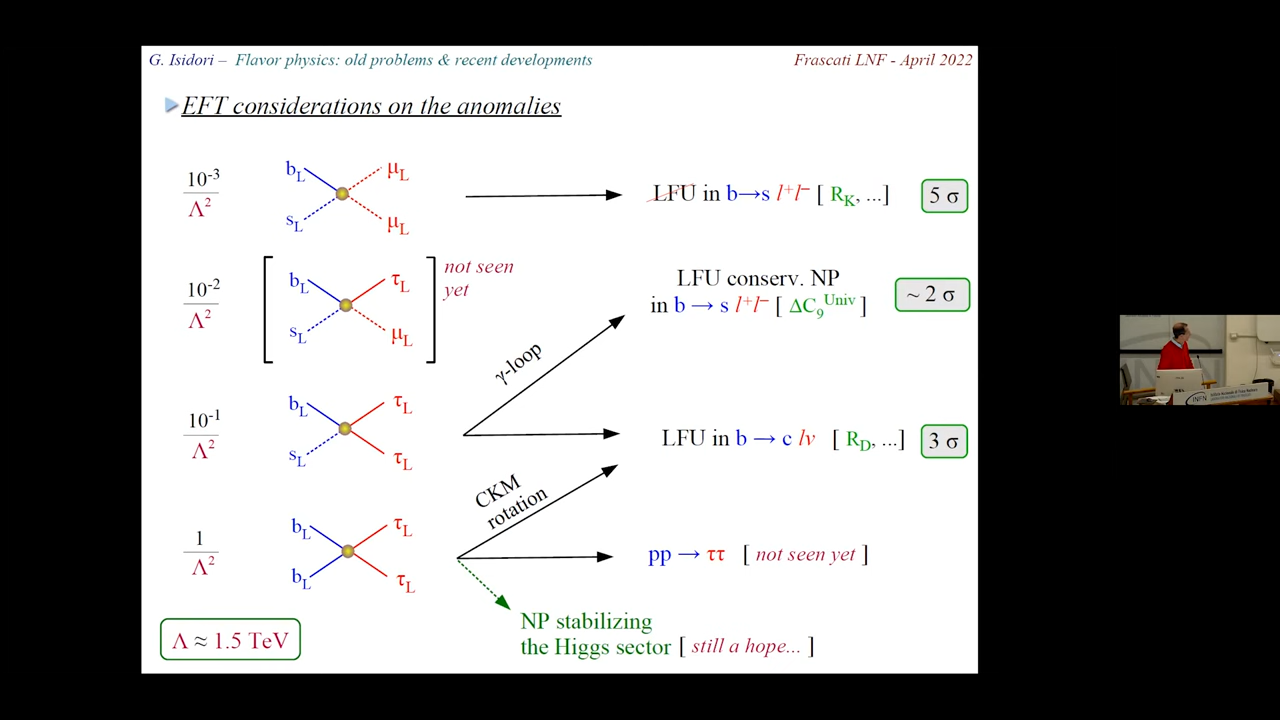 G. Isidori – Flavor physics: old problems & recent developments
Frascati LNF - April 2022
EFT considerations on the anomalies
10⁻³
Λ²
b_L
μ_L
s_L
μ_L
LFU in b→s l⁺l⁻ [ R_K, ...]
5 σ
10⁻²
Λ²
b_L
τ_L
s_L
μ_L
not seen
yet
LFU conserv. NP
in b → s l⁺l⁻ [ ΔC₉^Univ ]
~ 2 σ
γ-loop
10⁻¹
Λ²
b_L
τ_L
s_L
τ_L
LFU in b → c lν [ R_D, ...]
3 σ
CKM
rotation
1
Λ²
b_L
τ_L
b_L
τ_L
pp → ττ [ not seen yet ]
NP stabilizing
the Higgs sector [ still a hope... ]
Λ ≈ 1.5 TeV
INFN